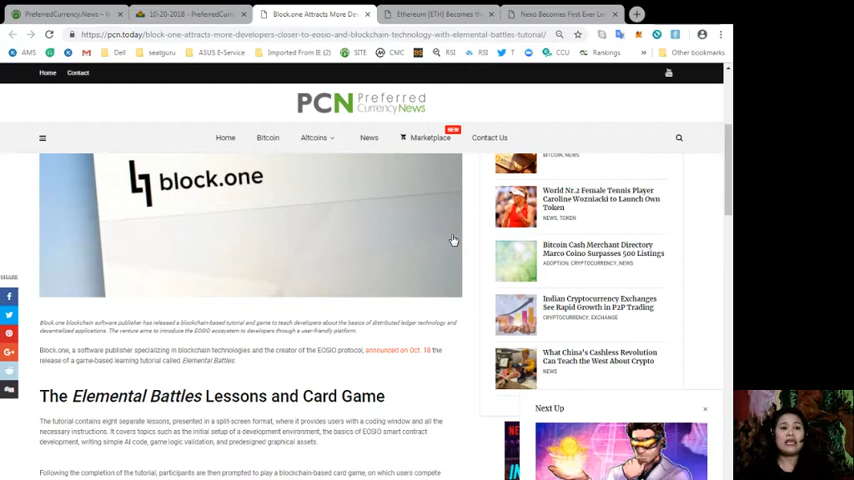 PreferredCurrency.News – W
10-20-2018 - PreferredCurre
Block.one Attracts More De
Ethereum [ETH] Becomes th
Nexo Becomes First Ever Le
https://pcn.today/block-one-attracts-more-developers-closer-to-eosio-and-blockchain-technology-with-elemental-battles-tutorial/
AMS
Dell
seatguru
ASUS E-Service
Imported From IE (2)
SITE
CMC
RSI
RSI
T
CCU
Rankings
»
Other bookmarks
Home Contact
PCN Preferred Currency News
Home Bitcoin Altcoins News Marketplace NEW Contact Us
block.one
SHARE
Block.one blockchain software publisher has released a blockchain-based tutorial and game to teach developers about the basics of distributed ledger technology and
decentralized applications. The venture aims to introduce the EOSIO ecosystem to developers through a user-friendly platform.
Block.one, a software publisher specializing in blockchain technologies and the creator of the EOSIO protocol, announced on Oct. 18 the
release of a game-based learning tutorial called Elemental Battles.
The Elemental Battles Lessons and Card Game
The tutorial contains eight separate lessons, presented in a split-screen format, where it provides users with a coding window and all the
necessary instructions. It covers topics such as the initial setup of a development environment, the basics of EOSIO smart contract
development, writing simple AI code, game logic validation, and predesigned graphical assets.
Following the completion of the tutorial, participants are then prompted to play a blockchain-based card game, on which users compete
BITCOIN, NEWS
World Nr.2 Female Tennis Player
Caroline Wozniacki to Launch Own
Token
NEWS, TOKEN
Bitcoin Cash Merchant Directory
Marco Coino Surpasses 500 Listings
ADOPTION, CRYPTOCURRENCY, NEWS
Indian Cryptocurrency Exchanges
See Rapid Growth in P2P Trading
CRYPTOCURRENCY, EXCHANGE
What China's Cashless Revolution
Can Teach the West About Crypto
NEWS
Next Up
×